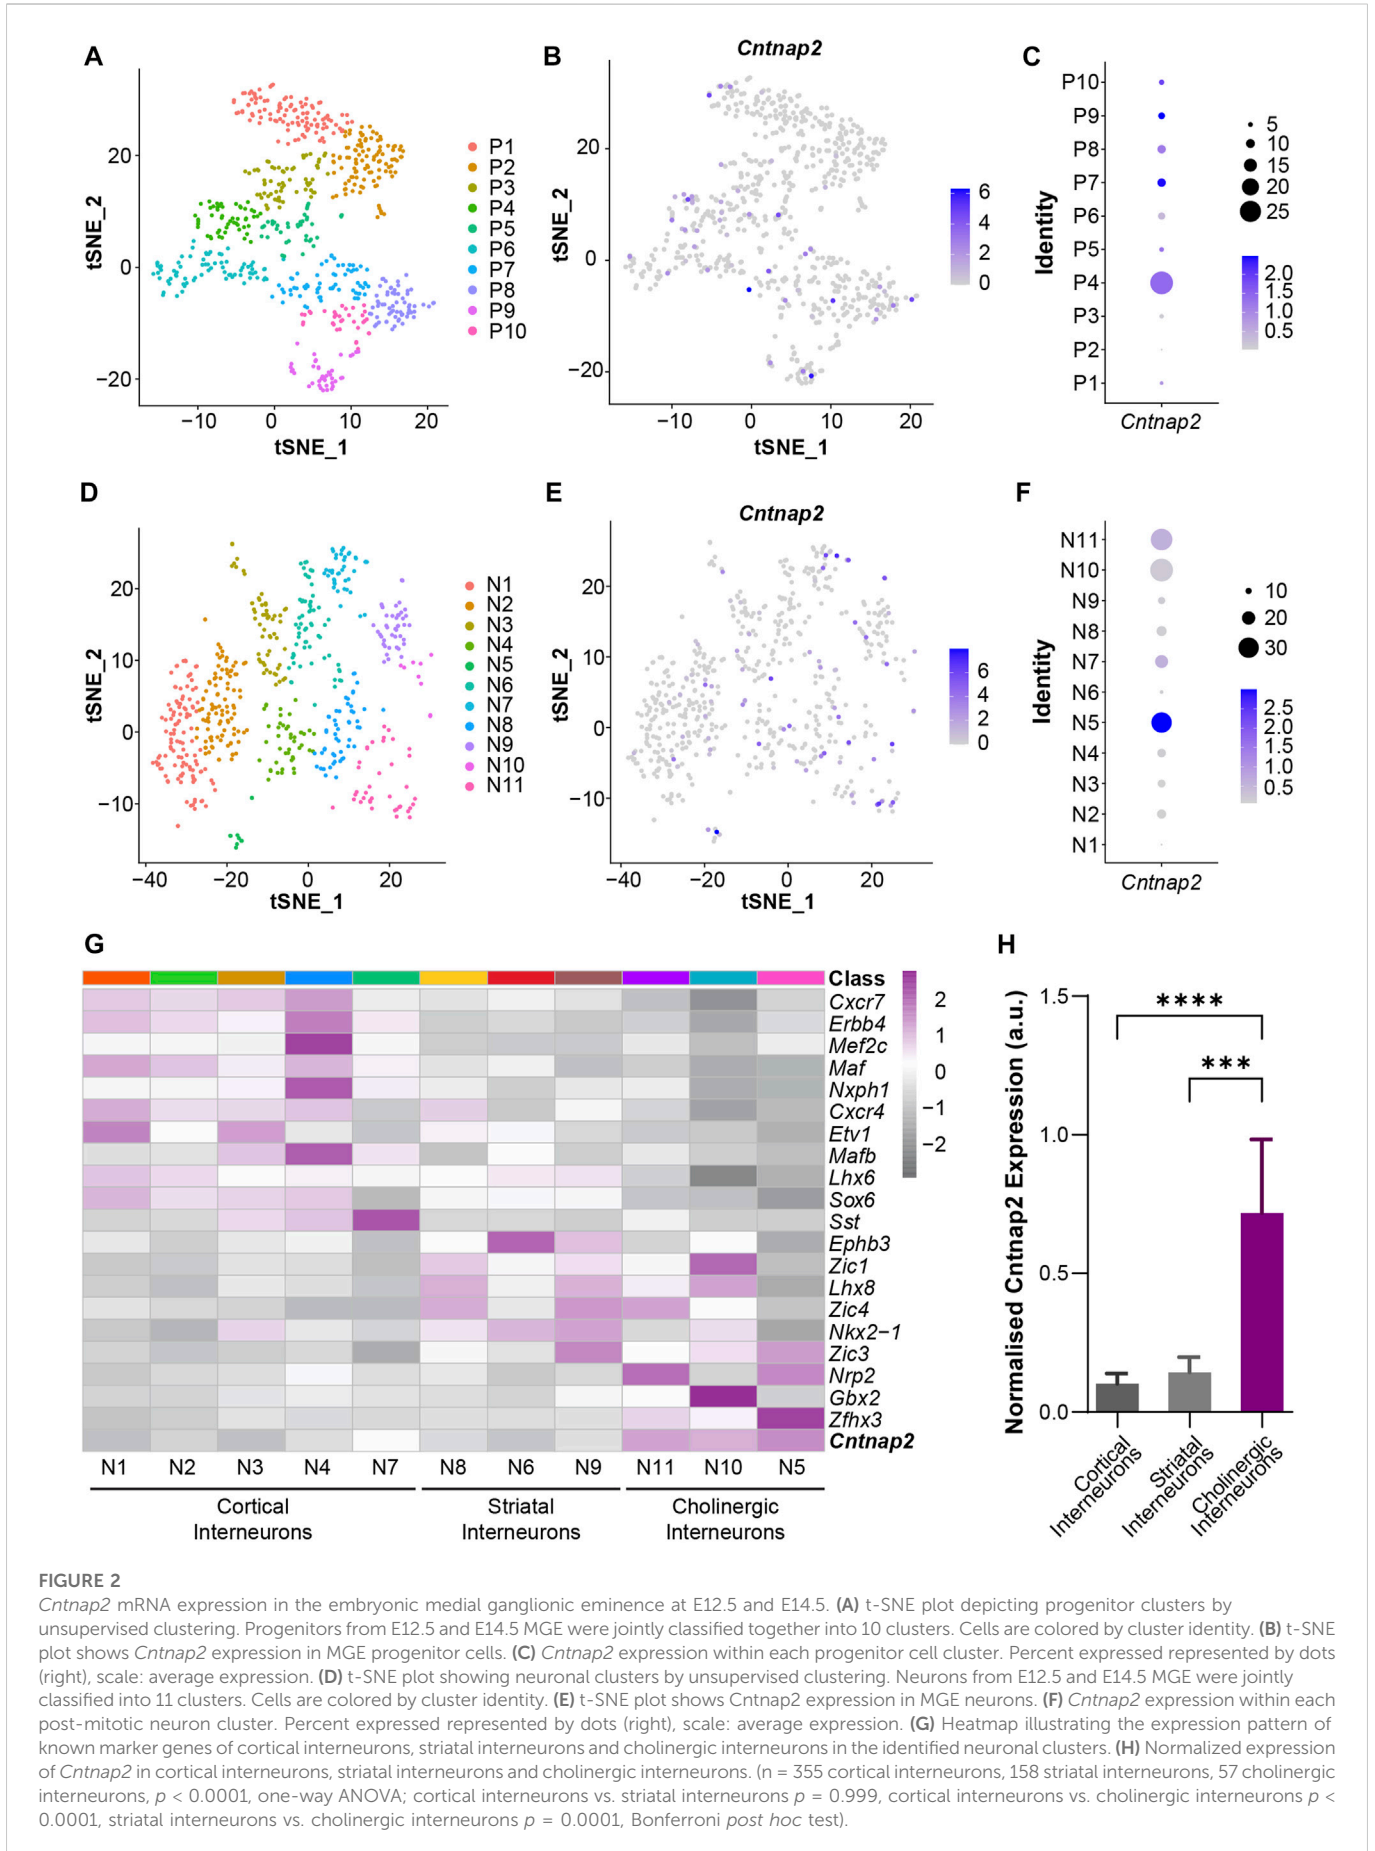 A
tSNE_2
20
0
−20
−10
0
10
20
tSNE_1
P1
P2
P3
P4
P5
P6
P7
P8
P9
P10
B
Cntnap2
tSNE_2
20
0
−20
−10
0
10
20
tSNE_1
6
4
2
0
C
Identity
P10
P9
P8
P7
P6
P5
P4
P3
P2
P1
Cntnap2
5
10
15
20
25
2.0
1.5
1.0
0.5
D
tSNE_2
20
10
0
−10
−40
−20
0
20
tSNE_1
N1
N2
N3
N4
N5
N6
N7
N8
N9
N10
N11
E
Cntnap2
tSNE_2
20
10
0
−10
−40
−20
0
20
tSNE_1
6
4
2
0
F
Identity
N11
N10
N9
N8
N7
N6
N5
N4
N3
N2
N1
Cntnap2
10
20
30
2.5
2.0
1.5
1.0
0.5
G
Class
Cxcr7
Erbb4
Mef2c
Maf
Nxph1
Cxcr4
Etv1
Mafb
Lhx6
Sox6
Sst
Ephb3
Zic1
Lhx8
Zic4
Nkx2−1
Zic3
Nrp2
Gbx2
Zfhx3
Cntnap2
2
1
0
−1
−2
N1 N2 N3 N4 N7 N8 N6 N9 N11 N10 N5
Cortical
Interneurons
Striatal
Interneurons
Cholinergic
Interneurons
H
Normalised Cntnap2 Expression (a.u.)
1.5
1.0
0.5
0.0
****
***
Cortical
Interneurons
Striatal
Interneurons
Cholinergic
Interneurons
FIGURE 2
Cntnap2 mRNA expression in the embryonic medial ganglionic eminence at E12.5 and E14.5. (A) t-SNE plot depicting progenitor clusters by
unsupervised clustering. Progenitors from E12.5 and E14.5 MGE were jointly classified together into 10 clusters. Cells are colored by cluster identity. (B) t-SNE
plot shows Cntnap2 expression in MGE progenitor cells. (C) Cntnap2 expression within each progenitor cell cluster. Percent expressed represented by dots
(right), scale: average expression. (D) t-SNE plot showing neuronal clusters by unsupervised clustering. Neurons from E12.5 and E14.5 MGE were jointly
classified into 11 clusters. Cells are colored by cluster identity. (E) t-SNE plot shows Cntnap2 expression in MGE neurons. (F) Cntnap2 expression within each
post-mitotic neuron cluster. Percent expressed represented by dots (right), scale: average expression. (G) Heatmap illustrating the expression pattern of
known marker genes of cortical interneurons, striatal interneurons and cholinergic interneurons in the identified neuronal clusters. (H) Normalized expression
of Cntnap2 in cortical interneurons, striatal interneurons and cholinergic interneurons. (n = 355 cortical interneurons, 158 striatal interneurons, 57 cholinergic
interneurons, p < 0.0001, one-way ANOVA; cortical interneurons vs. striatal interneurons p = 0.999, cortical interneurons vs. cholinergic interneurons p <
0.0001, striatal interneurons vs. cholinergic interneurons p = 0.0001, Bonferroni post hoc test).